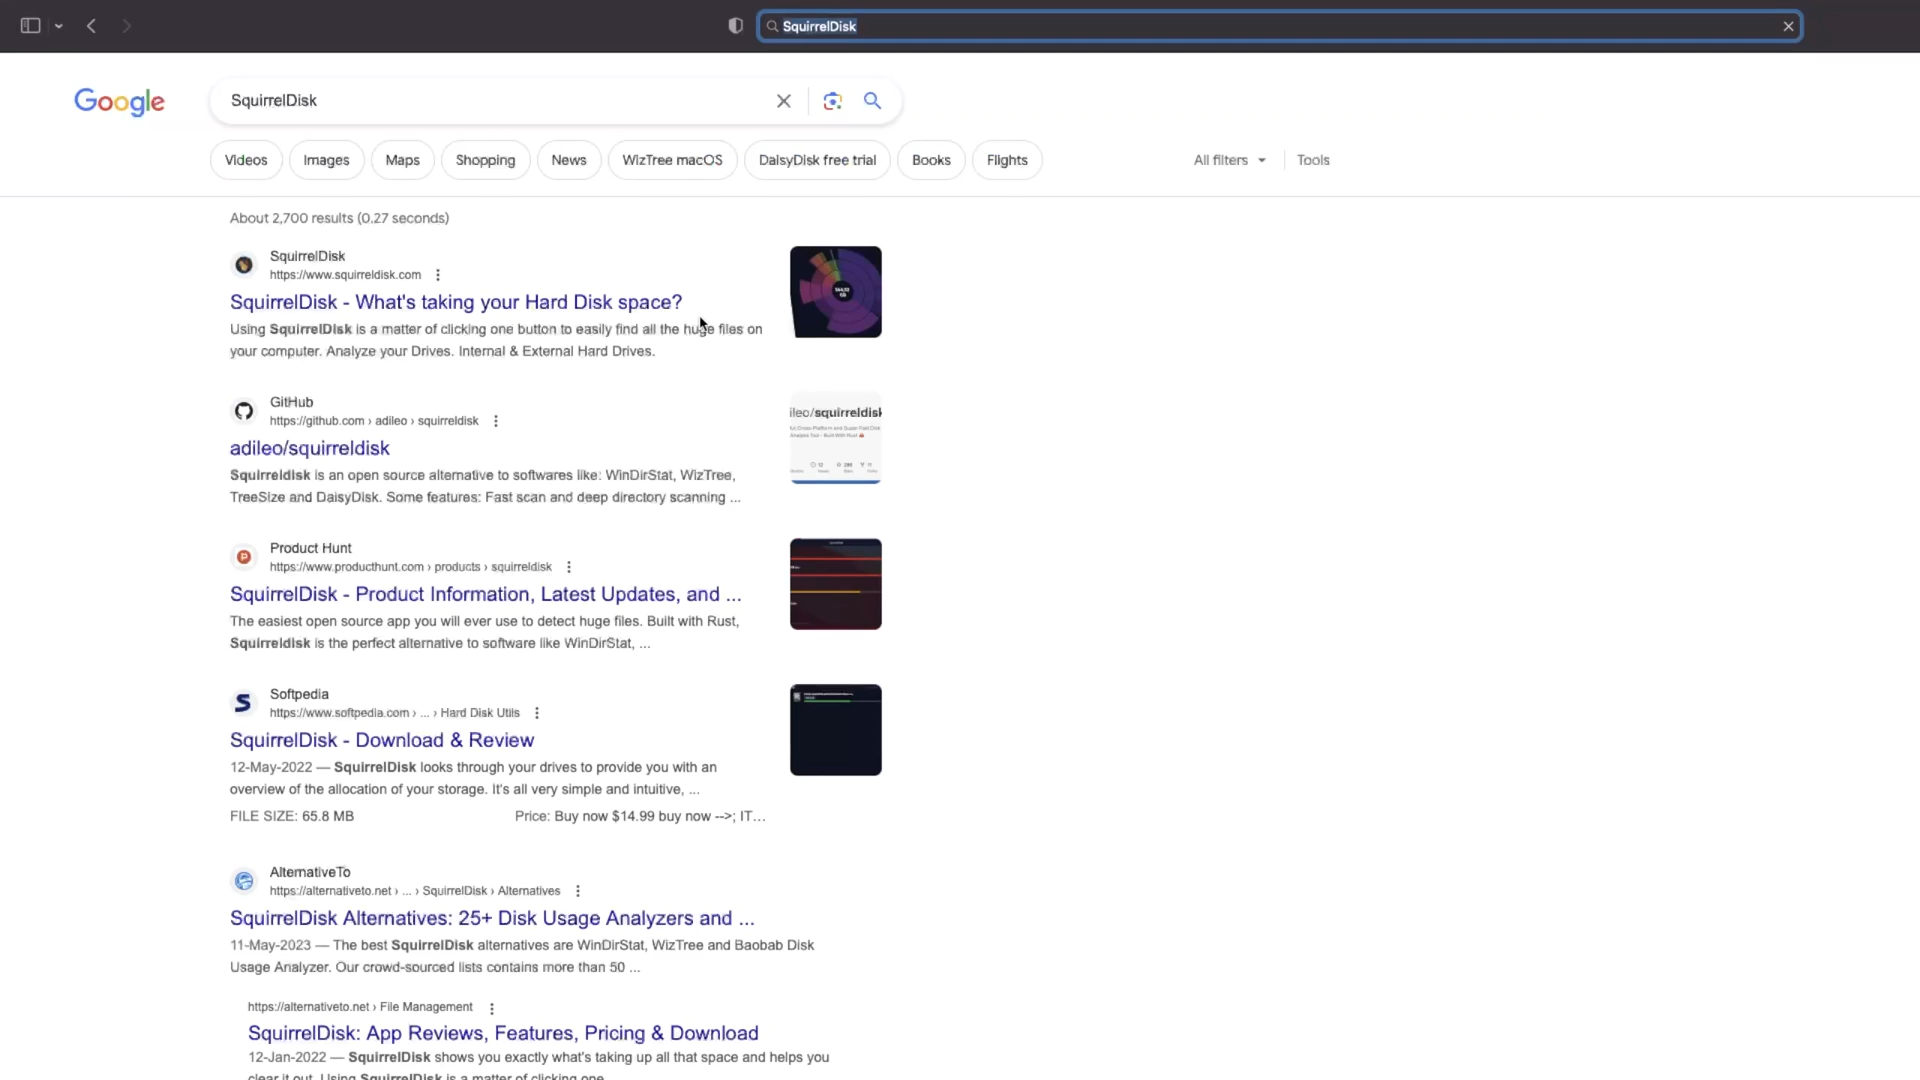 SquirrelDisk
Google
SquirrelDisk
Videos
Images
Maps
Shopping
News
WizTree macOS
DaisyDisk free trial
Books
Flights
All filters
Tools
About 2,700 results (0.27 seconds)
SquirrelDisk
https://www.squirreldisk.com
SquirrelDisk - What's taking your Hard Disk space?
Using SquirrelDisk is a matter of clicking one button to easily find all the huge files on
your computer. Analyze your Drives. Internal & External Hard Drives.
GitHub
https://github.com › adileo › squirreldisk
ileo/squirreldisk
adileo/squirreldisk
Squirreldisk is an open source alternative to softwares like: WinDirStat, WizTree,
TreeSize and DaisyDisk. Some features: Fast scan and deep directory scanning ...
Product Hunt
https://www.producthunt.com › products › squirreldisk
SquirrelDisk - Product Information, Latest Updates, and ...
The easiest open source app you will ever use to detect huge files. Built with Rust,
Squirreldisk is the perfect alternative to software like WinDirStat, ...
Softpedia
https://www.softpedia.com › ... › Hard Disk Utils
SquirrelDisk - Download & Review
12-May-2022 — SquirrelDisk looks through your drives to provide you with an
overview of the allocation of your storage. It's all very simple and intuitive, ...
FILE SIZE: 65.8 MB
Price: Buy now $14.99 buy now -->; IT...
AlternativeTo
https://alternativeto.net › ... › SquirrelDisk › Alternatives
SquirrelDisk Alternatives: 25+ Disk Usage Analyzers and ...
11-May-2023 — The best SquirrelDisk alternatives are WinDirStat, WizTree and Baobab Disk
Usage Analyzer. Our crowd-sourced lists contains more than 50 ...
https://alternativeto.net › File Management
SquirrelDisk: App Reviews, Features, Pricing & Download
12-Jan-2022 — SquirrelDisk shows you exactly what's taking up all that space and helps you
clear it out. Using SquirrelDisk is a matter of clicking one